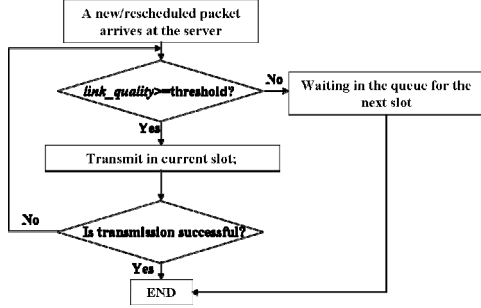 A new/rescheduled packet
arrives at the server
link_quality>=threshold?
No
Waiting in the queue for the
next slot
Yes
Transmit in current slot;
No
Is transmission successful?
Yes
END